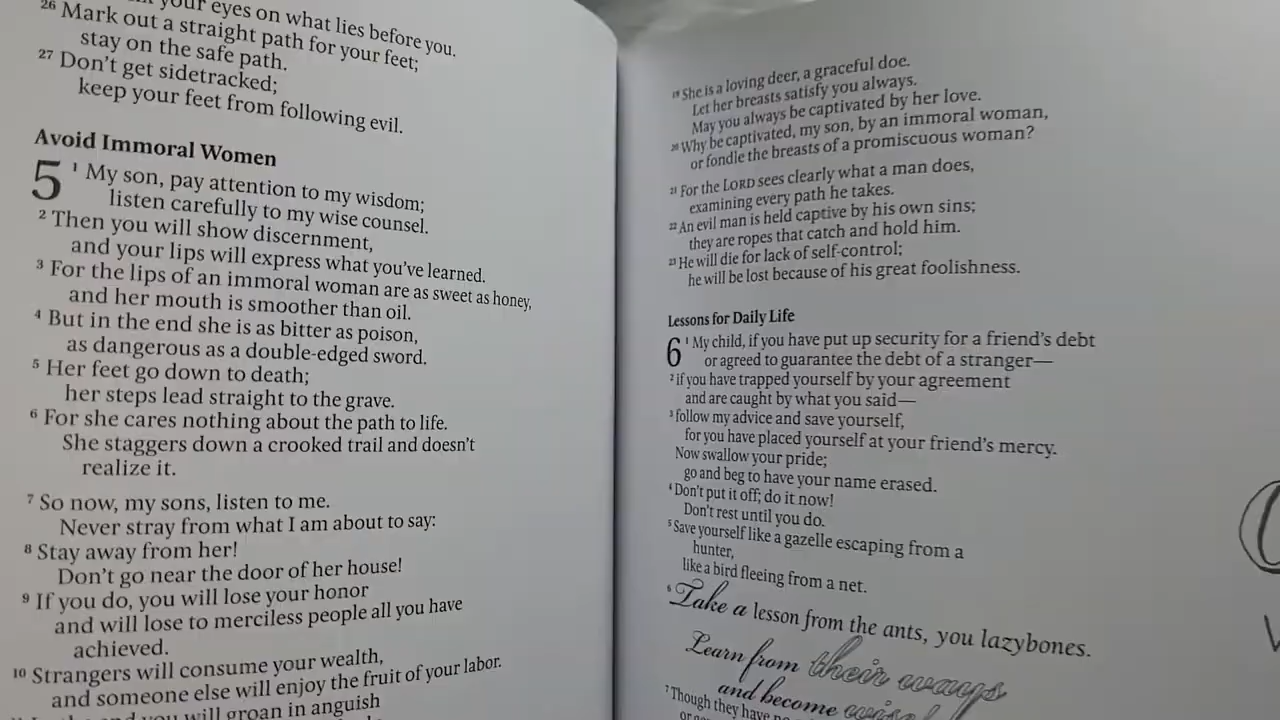 your eyes on what lies before you.
26 Mark out a straight path for your feet;
stay on the safe path.
27 Don't get sidetracked;
keep your feet from following evil.
Avoid Immoral Women
5 1 My son, pay attention to my wisdom;
listen carefully to my wise counsel.
2 Then you will show discernment,
and your lips will express what you've learned.
3 For the lips of an immoral woman are as sweet as honey,
and her mouth is smoother than oil.
4 But in the end she is as bitter as poison,
as dangerous as a double-edged sword.
5 Her feet go down to death;
her steps lead straight to the grave.
6 For she cares nothing about the path to life.
She staggers down a crooked trail and doesn't
realize it.
7 So now, my sons, listen to me.
Never stray from what I am about to say:
8 Stay away from her!
Don't go near the door of her house!
9 If you do, you will lose your honor
and will lose to merciless people all you have
achieved.
10 Strangers will consume your wealth,
and someone else will enjoy the fruit of your labor.
you will groan in anguish
19 She is a loving deer, a graceful doe.
Let her breasts satisfy you always.
May you always be captivated by her love.
20 Why be captivated, my son, by an immoral woman,
or fondle the breasts of a promiscuous woman?
21 For the LORD sees clearly what a man does,
examining every path he takes.
22 An evil man is held captive by his own sins;
they are ropes that catch and hold him.
23 He will die for lack of self-control;
he will be lost because of his great foolishness.
Lessons for Daily Life
6 1 My child, if you have put up security for a friend's debt
or agreed to guarantee the debt of a stranger—
2 if you have trapped yourself by your agreement
and are caught by what you said—
3 follow my advice and save yourself,
for you have placed yourself at your friend's mercy.
Now swallow your pride;
go and beg to have your name erased.
4 Don't put it off; do it now!
Don't rest until you do.
5 Save yourself like a gazelle escaping from a
hunter,
like a bird fleeing from a net.
6 Take a lesson from the ants, you lazybones.
Learn from their ways
and become wise!
7 Though they have no